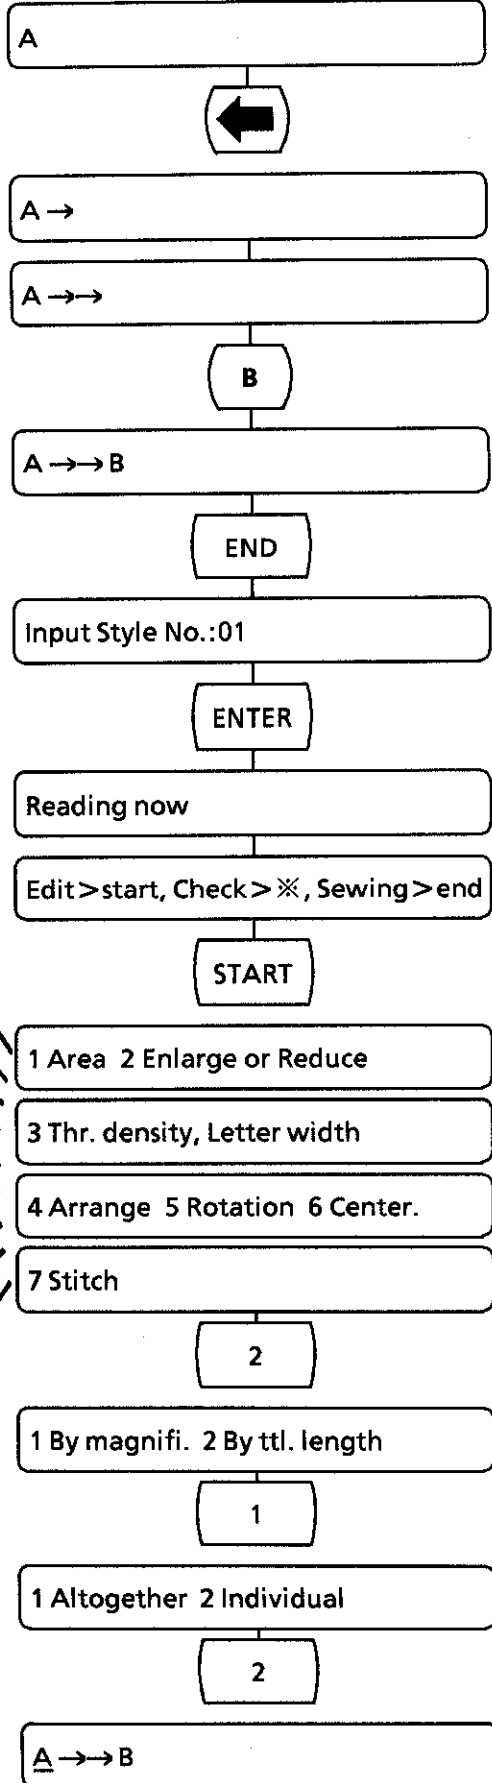 A
A →
A →→
B
A →→ B
END
Input Style No.:01
ENTER
Reading now
Edit>start, Check>※, Sewing>end
START
1 Area 2 Enlarge or Reduce
3 Thr. density, Letter width
4 Arrange 5 Rotation 6 Center.
7 Stitch
2
1 By magnifi. 2 By ttl. length
1
1 Altogether 2 Individual
2
A →→ B